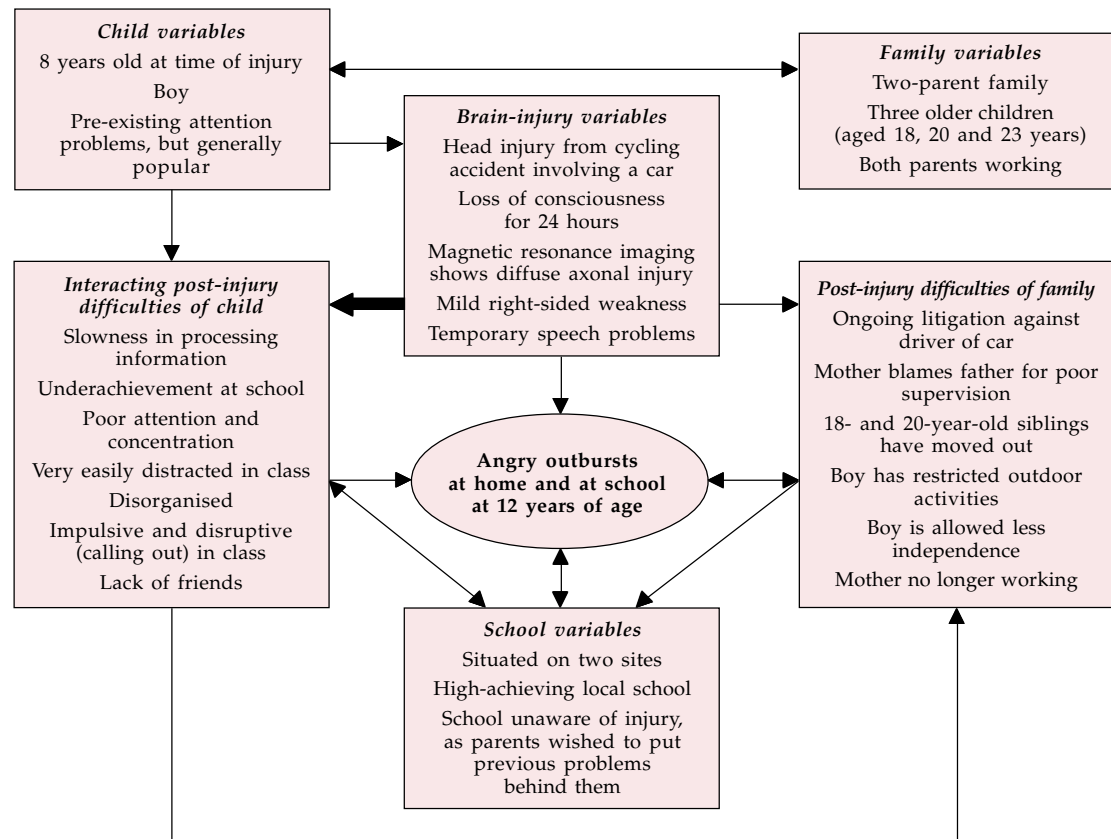 Child variables
8 years old at time of injury
Boy
Pre-existing attention
problems, but generally
popular
Family variables
Two-parent family
Three older children
(aged 18, 20 and 23 years)
Both parents working
Brain-injury variables
Head injury from cycling
accident involving a car
Loss of consciousness
for 24 hours
Magnetic resonance imaging
shows diffuse axonal injury
Mild right-sided weakness
Temporary speech problems
Interacting post-injury
difficulties of child
Slowness in processing
information
Underachievement at school
Poor attention and
concentration
Very easily distracted in class
Disorganised
Impulsive and disruptive
(calling out) in class
Lack of friends
Post-injury difficulties of family
Ongoing litigation against
driver of car
Mother blames father for poor
supervision
18- and 20-year-old siblings
have moved out
Boy has restricted outdoor
activities
Boy is allowed less
independence
Mother no longer working
Angry outbursts
at home and at school
at 12 years of age
School variables
Situated on two sites
High-achieving local school
School unaware of injury,
as parents wished to put
previous problems
behind them